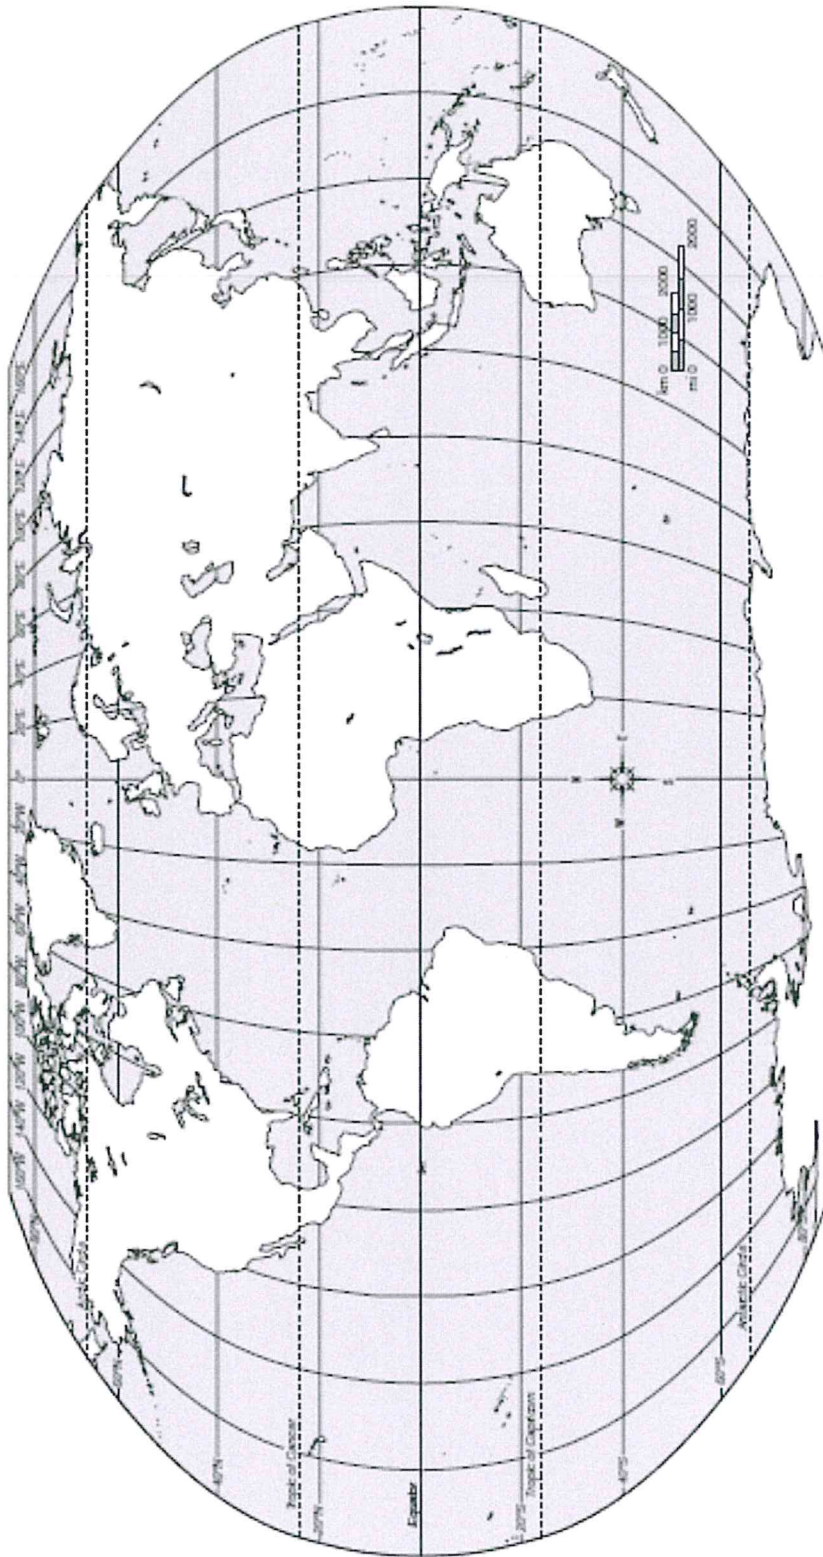 160°W 140°W 120°W 100°W 80°W 60°W 40°W 20°W 0° 20°E 40°E 60°E 80°E 100°E 120°E 140°E 160°E
80°N
Arctic Circle
60°N
40°N
Tropic of Cancer
20°N
Equator
20°S
Tropic of Capricorn
40°S
60°S
Antarctic Circle
80°S
N
W E
S
km 0 1000 2000
mi 0 1000 2000